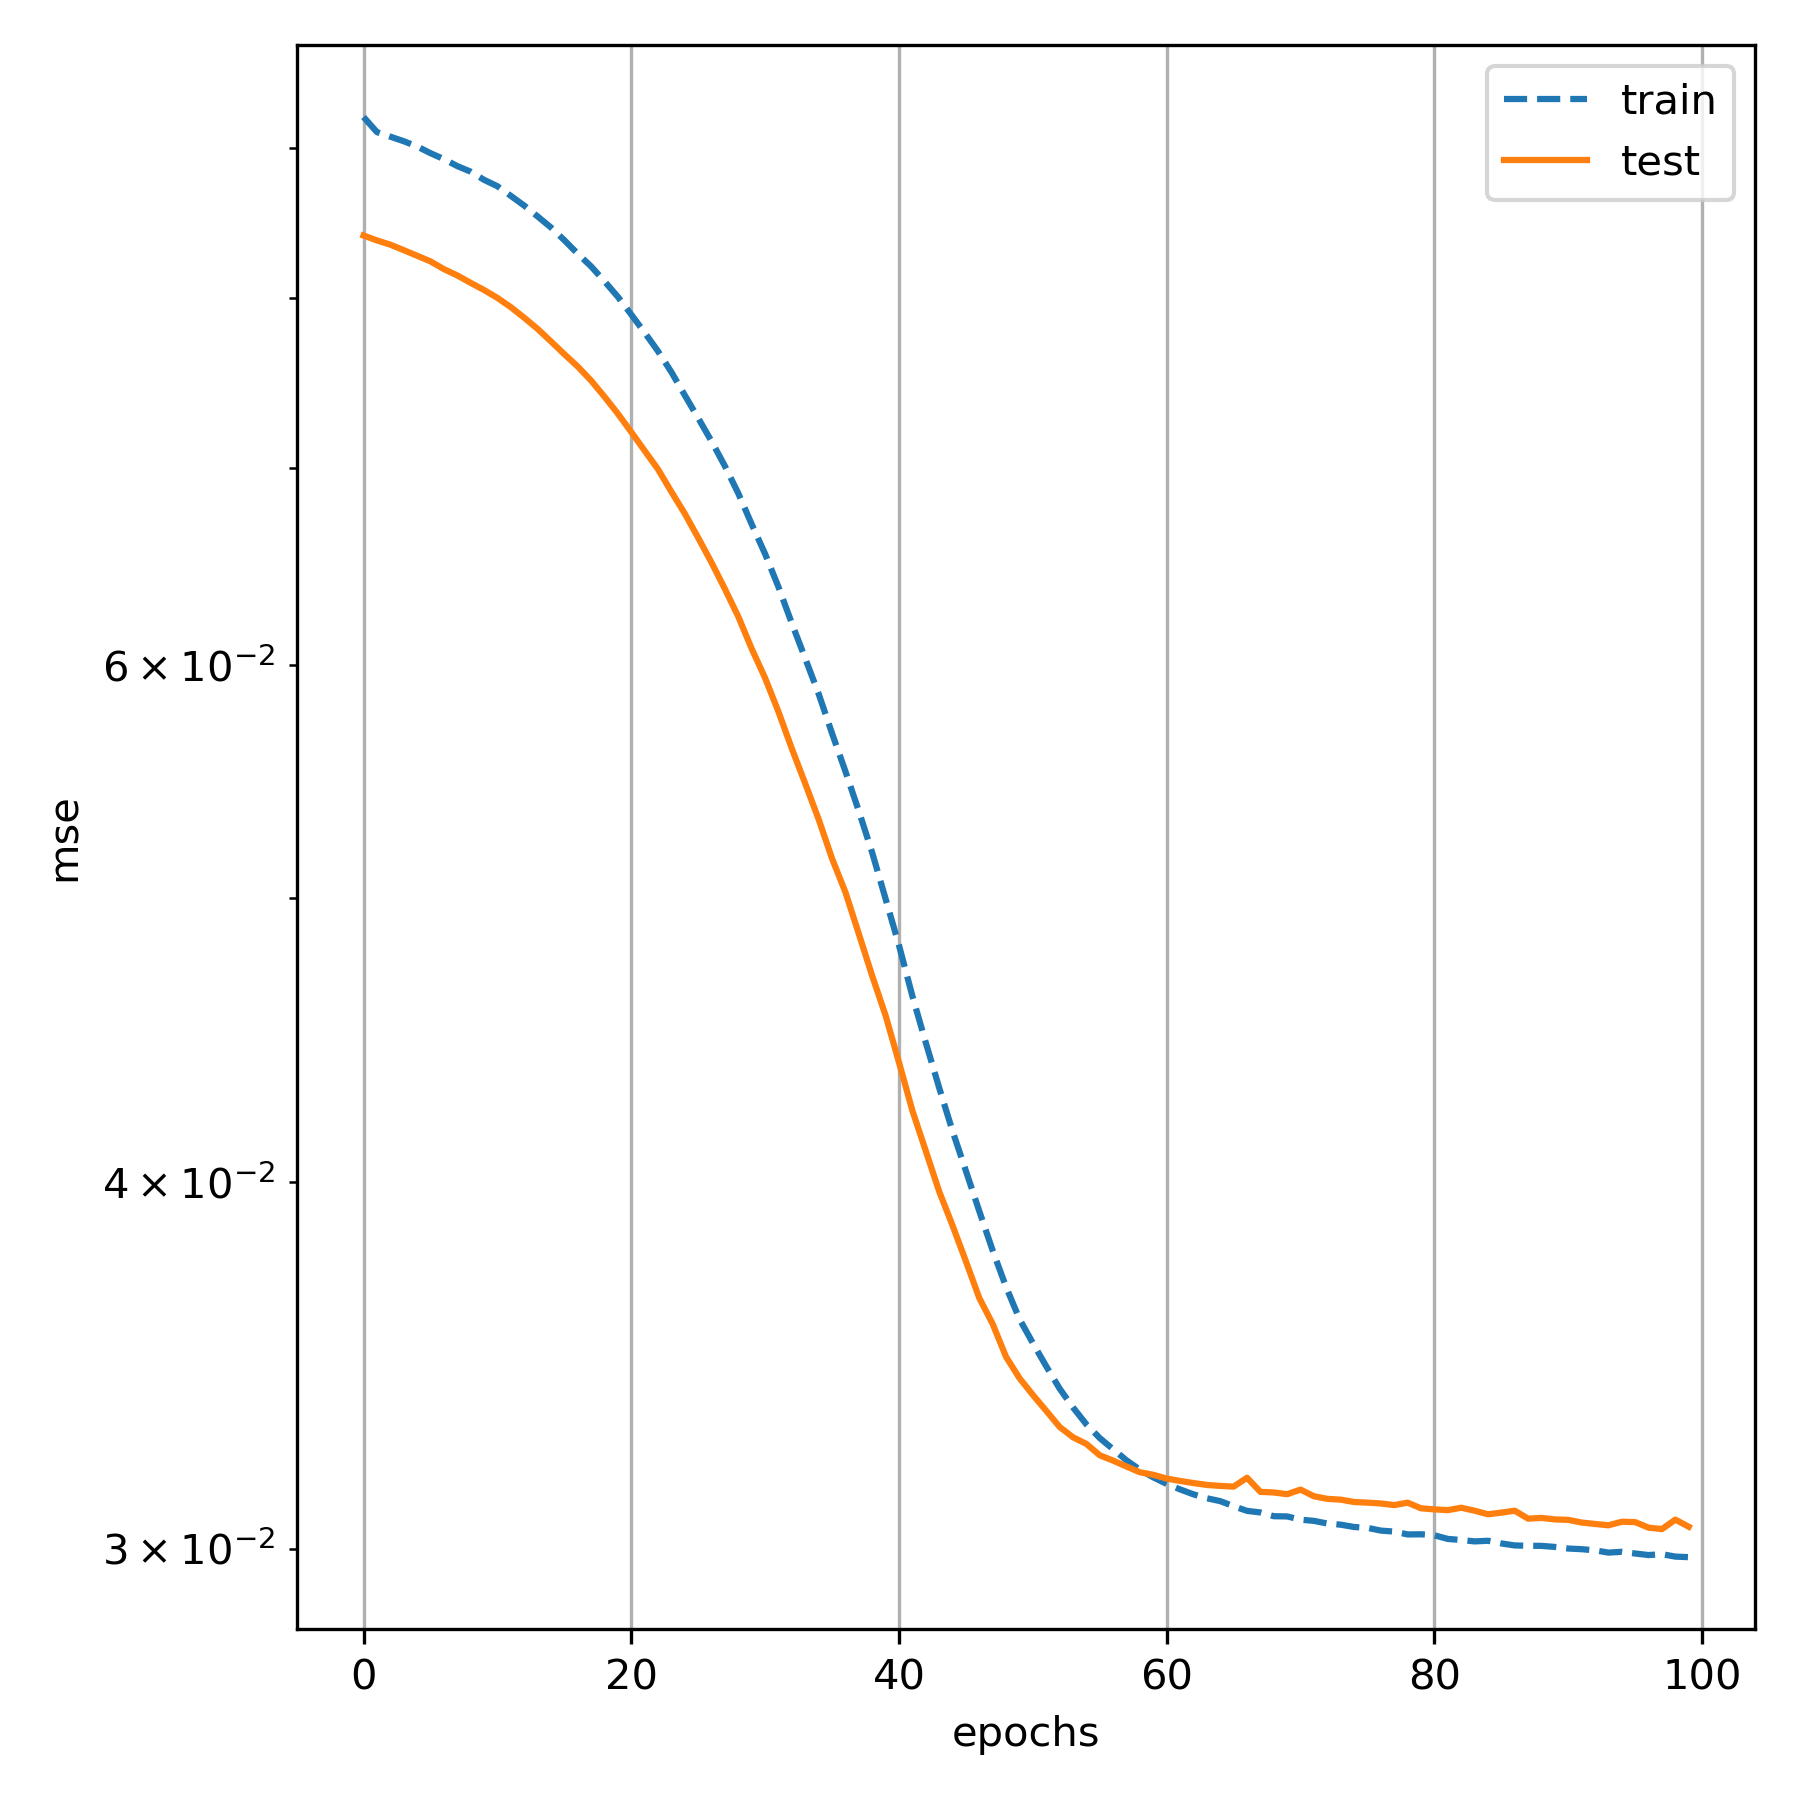 train
test
6 × 10⁻²
mse
4 × 10⁻²
3 × 10⁻²
0 20 40 60 80 100
epochs